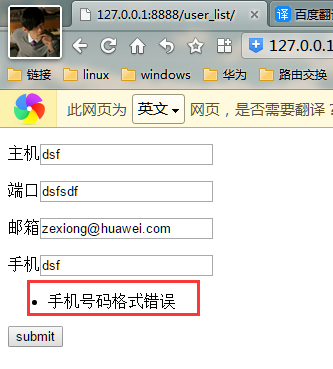 127.0.0.1:8888/user_list/
译 百度翻译
127.0.0.1
链接 linux windows 华为 路由交换
此网页为 英文 网页，是否需要翻译？
主机 dsf
端口 dsfsdf
邮箱 zexiong@huawei.com
手机 dsf
• 手机号码格式错误
submit